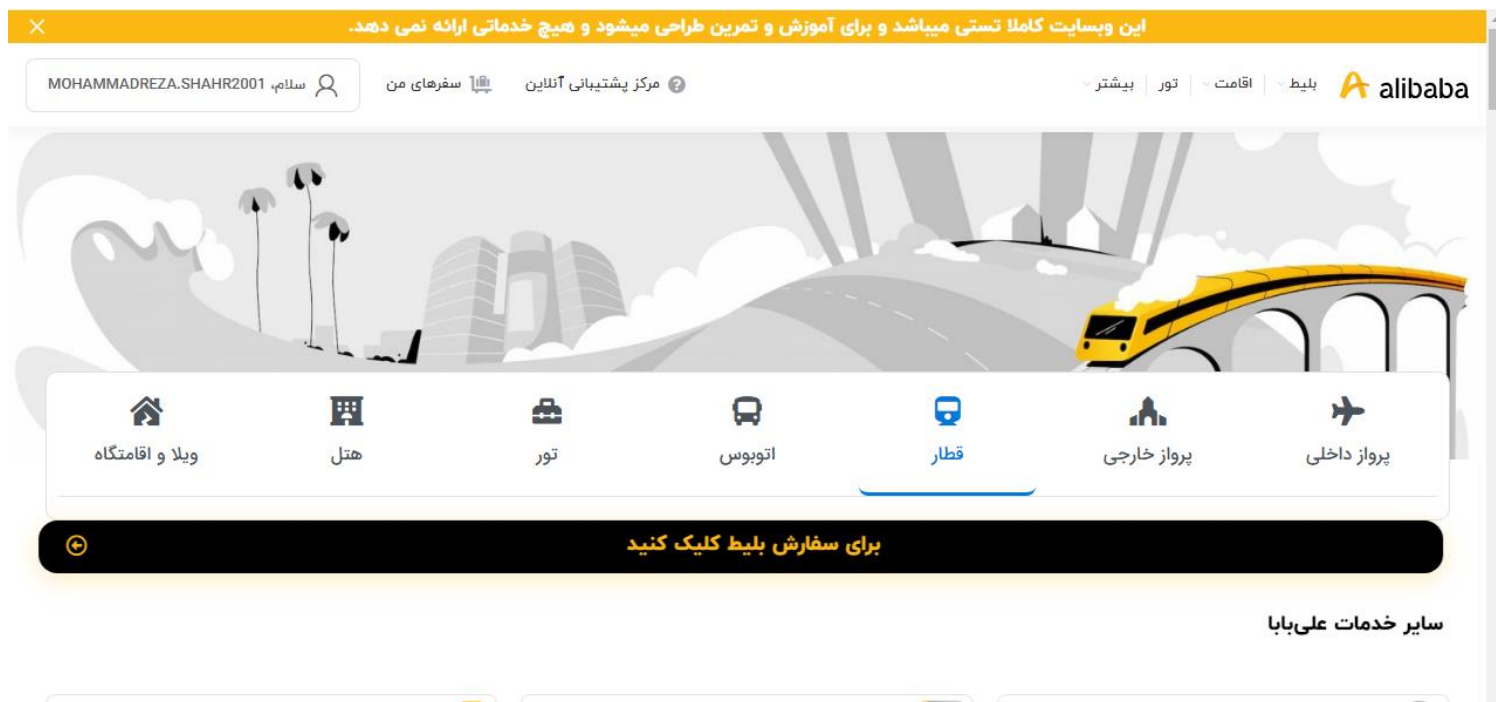 این وبسایت کاملا تستی میباشد و برای آموزش و تمرین طراحی میشود و هیچ خدماتی ارائه نمی دهد.
alibaba بلیط اقامت تور بیشتر مرکز پشتیبانی آنلاین سفرهای من سلام، MOHAMMADREZA.SHAHR2001
پرواز داخلی پرواز خارجی قطار اتوبوس تور هتل ویلا و اقامتگاه
برای سفارش بلیط کلیک کنید
سایر خدمات علی‌بابا